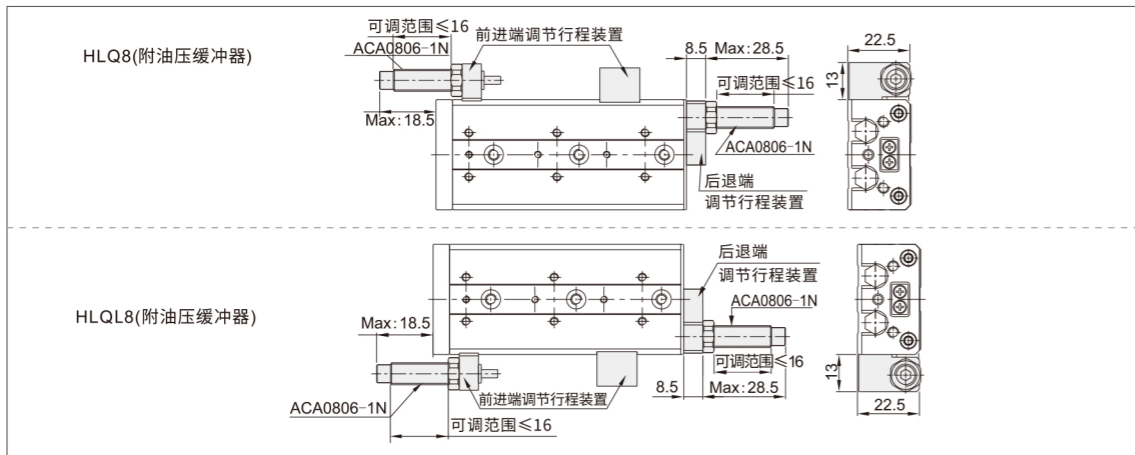 HLQ8(附油压缓冲器)
可调范围≤16
ACA0806-1N
前进端调节行程装置
8.5
Max:28.5
可调范围≤16
Max:18.5
ACA0806-1N
后退端
调节行程装置
22.5
13
HLQL8(附油压缓冲器)
后退端
调节行程装置
ACA0806-1N
Max:18.5
可调范围≤16
8.5
Max:28.5
前进端调节行程装置
ACA0806-1N
可调范围≤16
13
22.5